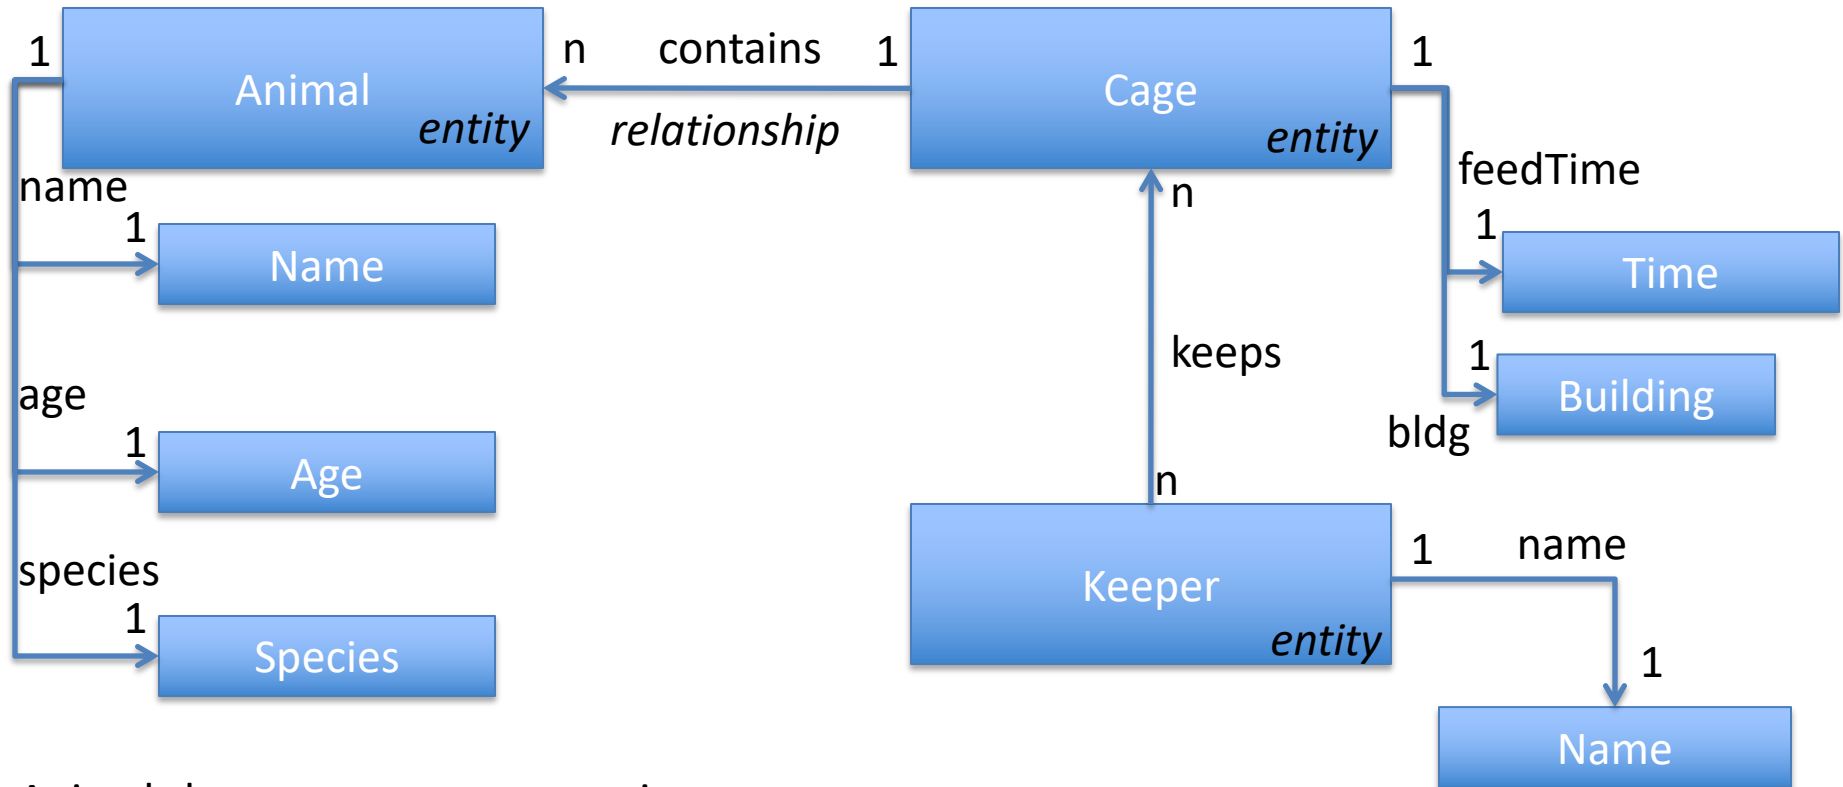 1
Animal
entity
n contains 1
relationship
Cage
entity
1
name
1
Name
n
feedTime
1
Time
keeps
1
Building
bldg
age
1
Age
n
species
1
Species
Keeper
entity
1 name
1
Name